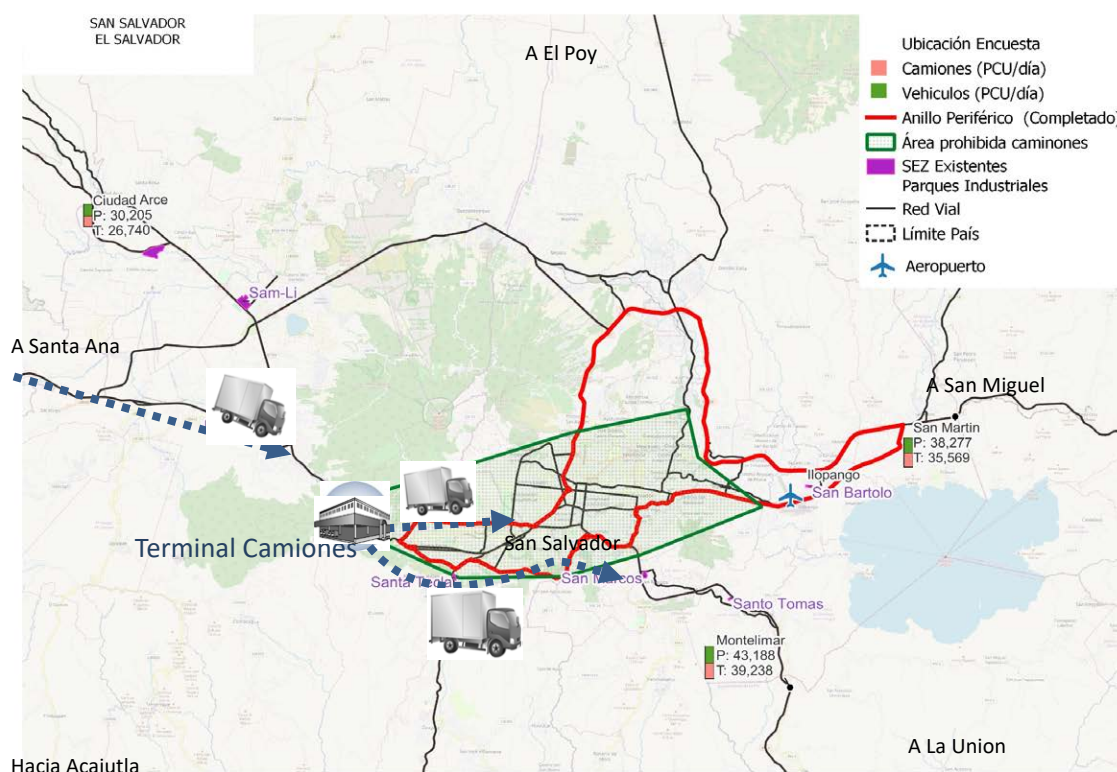 SAN SALVADOR
EL SALVADOR
A El Poy
Ubicación Encuesta
Camiones (PCU/día)
Vehiculos (PCU/día)
Anillo Periférico (Completado)
Área prohibida caminones
SEZ Existentes
Parques Industriales
Red Vial
Límite País
Aeropuerto
Ciudad Arce
P: 30,205
T: 26,740
Sam-Li
A Santa Ana
A San Miguel
San Martin
P: 38,277
T: 35,569
Ilopango
San Bartolo
Terminal Camiones
San Salvador
Santa Tecla
San Marcos
Santo Tomas
Montelimar
P: 43,188
T: 39,238
A La Union
Hacia Acajutla